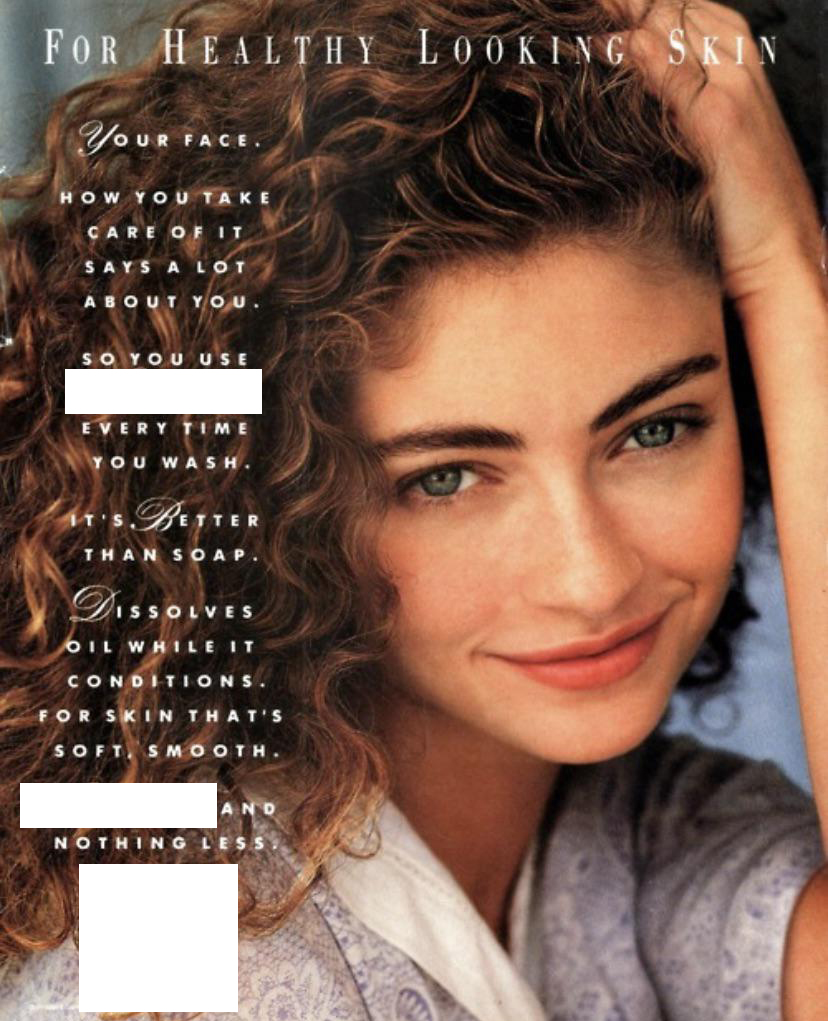 FOR HEALTHY LOOKING SKIN
YOUR FACE.
HOW YOU TAKE
CARE OF IT
SAYS A LOT
ABOUT YOU.
SO YOU USE
EVERY TIME
YOU WASH.
IT'S BETTER
THAN SOAP.
DISSOLVES
OIL WHILE IT
CONDITIONS.
FOR SKIN THAT'S
SOFT, SMOOTH.
AND
NOTHING LESS.